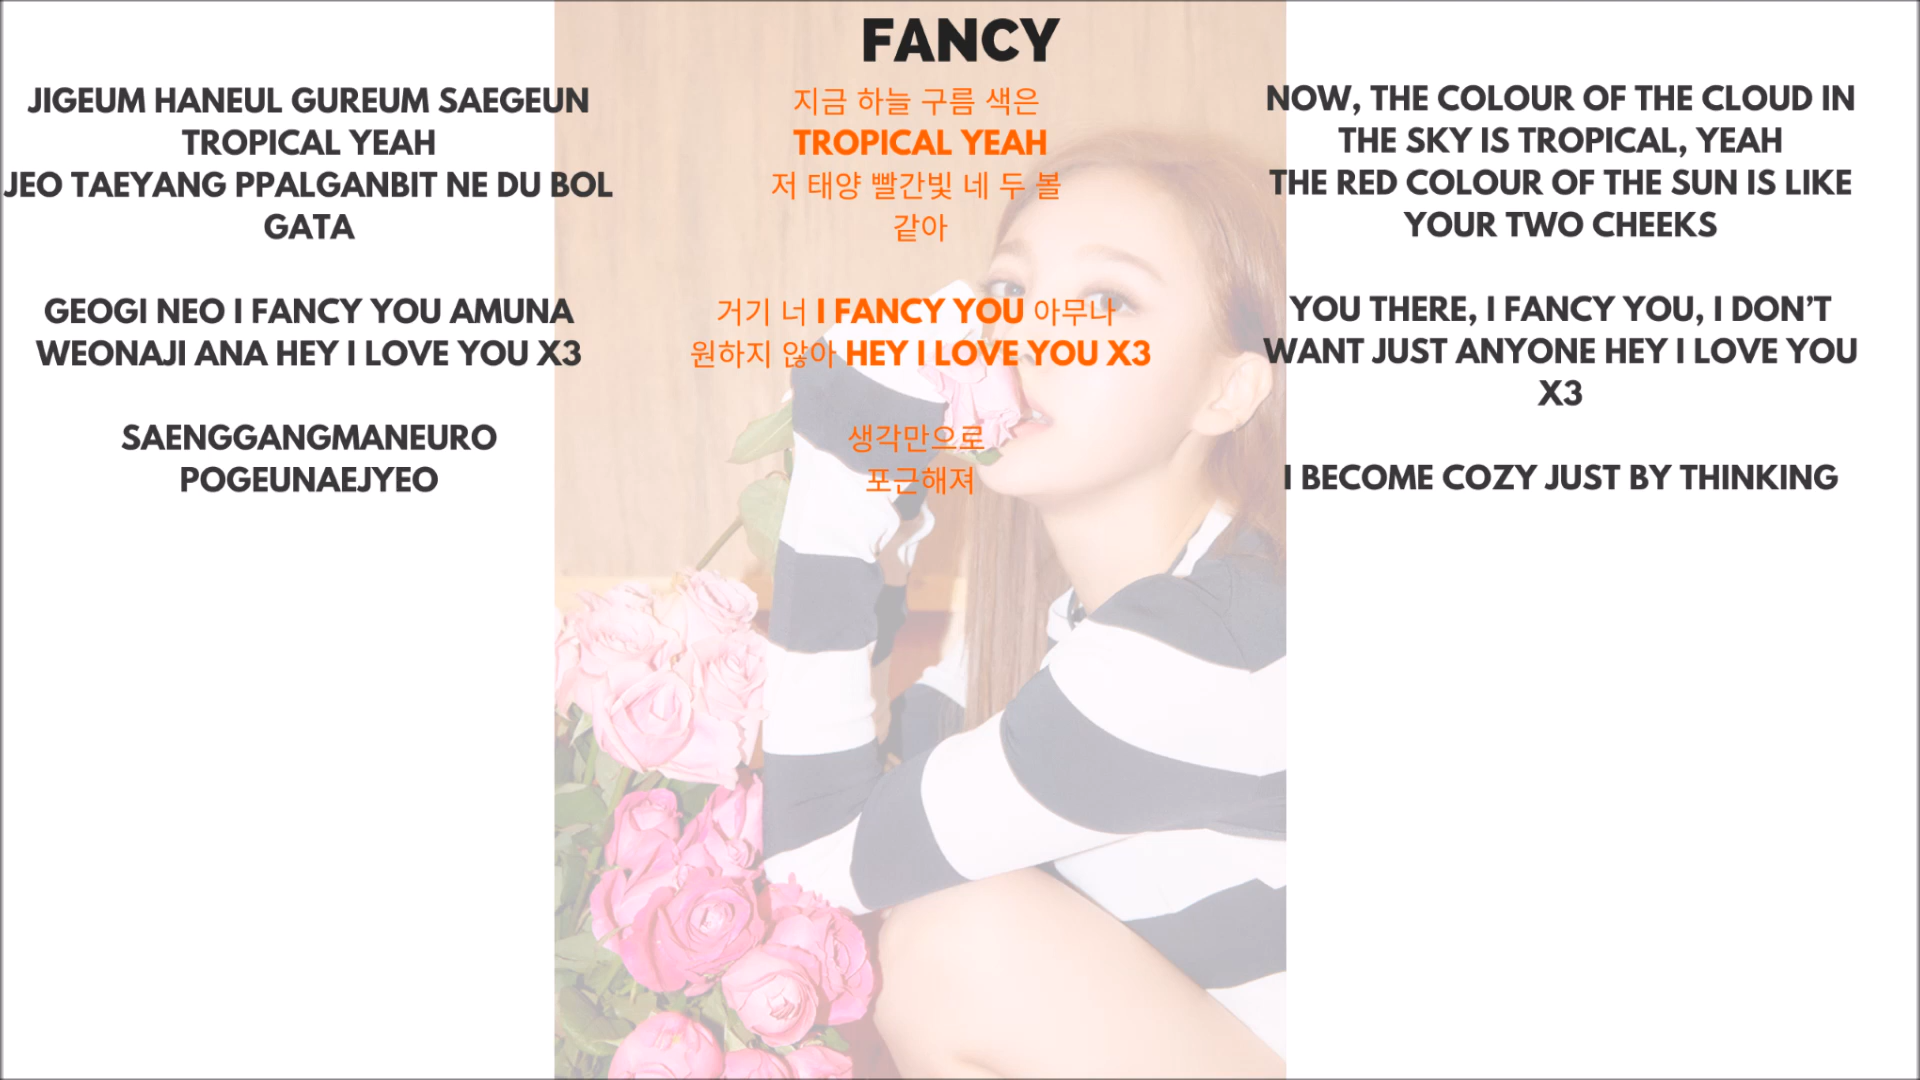 FANCY
JIGEUM HANEUL GUREUM SAEGEUN
TROPICAL YEAH
JEO TAEYANG PPALGANBIT NE DU BOL
GATA
GEOGI NEO I FANCY YOU AMUNA
WEONAJI ANA HEY I LOVE YOU X3
SAENGGANGMANEURO
POGEUNAEJYEO
지금 하늘 구름 색은
TROPICAL YEAH
저 태양 빨간빛 네 두 볼
같아
거기 너 I FANCY YOU 아무나
원하지 않아 HEY I LOVE YOU X3
생각만으로
포근해져
NOW, THE COLOUR OF THE CLOUD IN
THE SKY IS TROPICAL, YEAH
THE RED COLOUR OF THE SUN IS LIKE
YOUR TWO CHEEKS
YOU THERE, I FANCY YOU, I DON’T
WANT JUST ANYONE HEY I LOVE YOU
X3
I BECOME COZY JUST BY THINKING